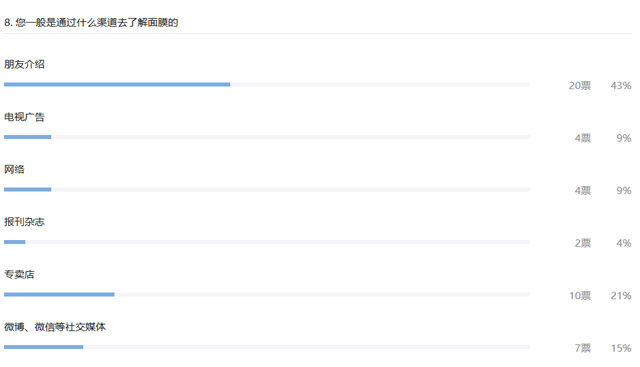 8. 您一般是通过什么渠道去了解面膜的
朋友介绍
20票 43%
电视广告
4票 9%
网络
4票 9%
报刊杂志
2票 4%
专卖店
10票 21%
微博、微信等社交媒体
7票 15%